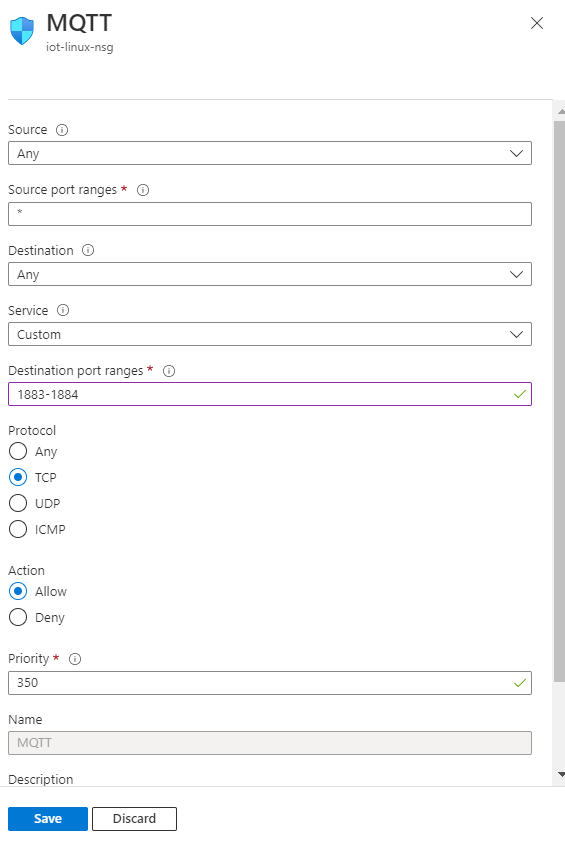 MQTT
iot-linux-nsg
Source
Any
Source port ranges *
*
Destination
Any
Service
Custom
Destination port ranges *
1883-1884
Protocol
Any
TCP
UDP
ICMP
Action
Allow
Deny
Priority *
350
Name
MQTT
Description
Save Discard